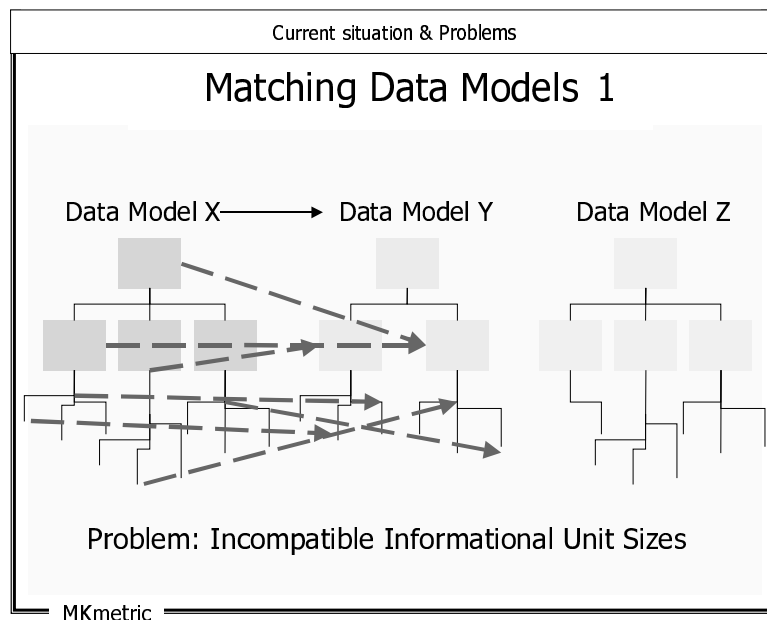 Current situation & Problems
Matching Data Models 1
Data Model X
Data Model Y
Data Model Z
Problem: Incompatible Informational Unit Sizes
MKmetric